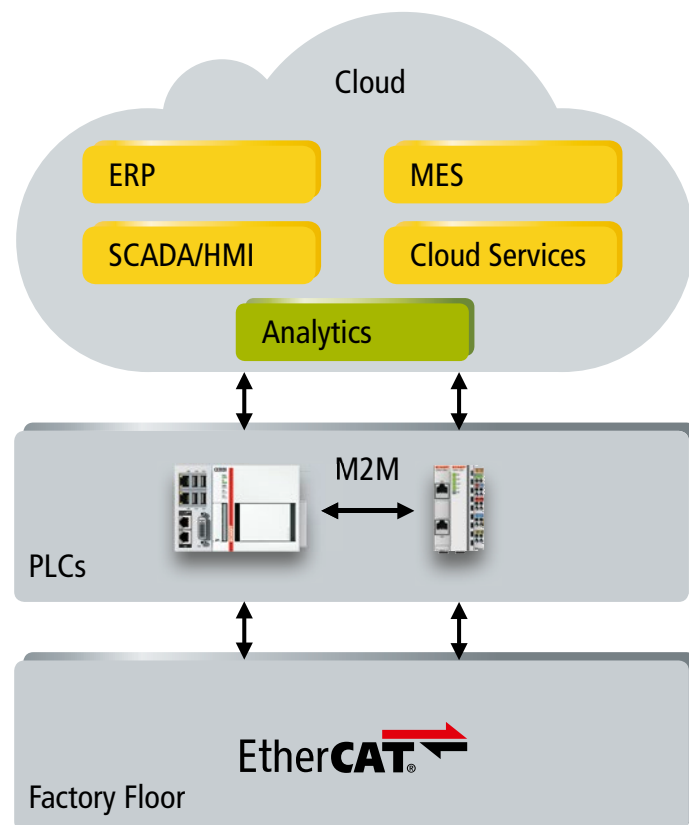 Cloud
ERP
MES
SCADA/HMI
Cloud Services
Analytics
M2M
PLCs
EtherCAT®
Factory Floor